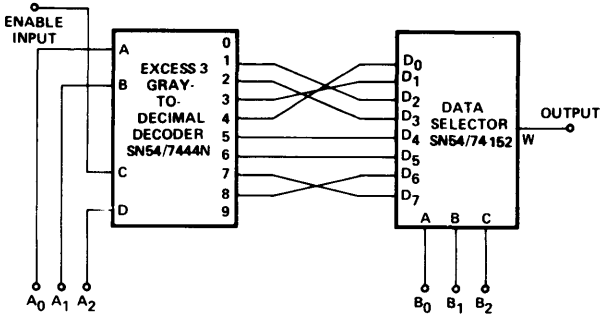 ENABLE
INPUT
A
B
C
D
EXCESS 3
GRAY-
TO-
DECIMAL
DECODER
SN54/7444N
0
1
2
3
4
5
6
7
8
9
D0
D1
D2
D3
D4
D5
D6
D7
DATA
SELECTOR
SN54/74152
W
OUTPUT
A B C
A0 A1 A2
B0 B1 B2